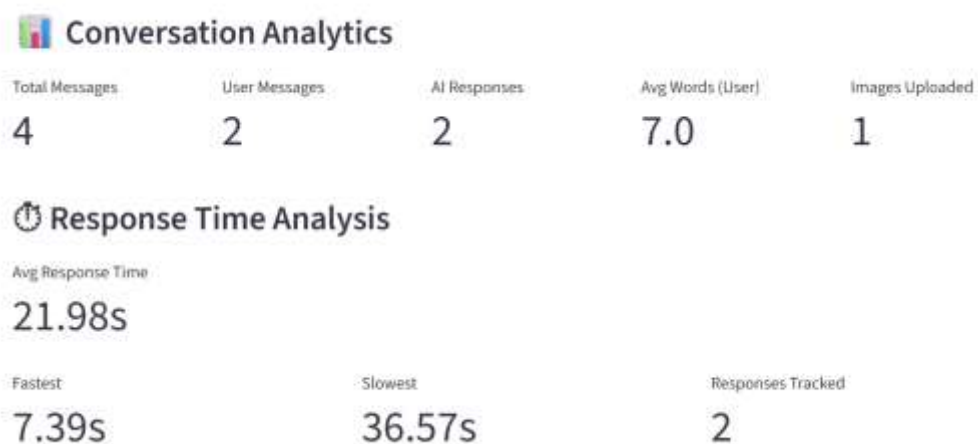 Conversation Analytics
Total Messages User Messages AI Responses Avg Words (User) Images Uploaded
4 2 2 7.0 1
Response Time Analysis
Avg Response Time
21.98s
Fastest Slowest Responses Tracked
7.39s 36.57s 2